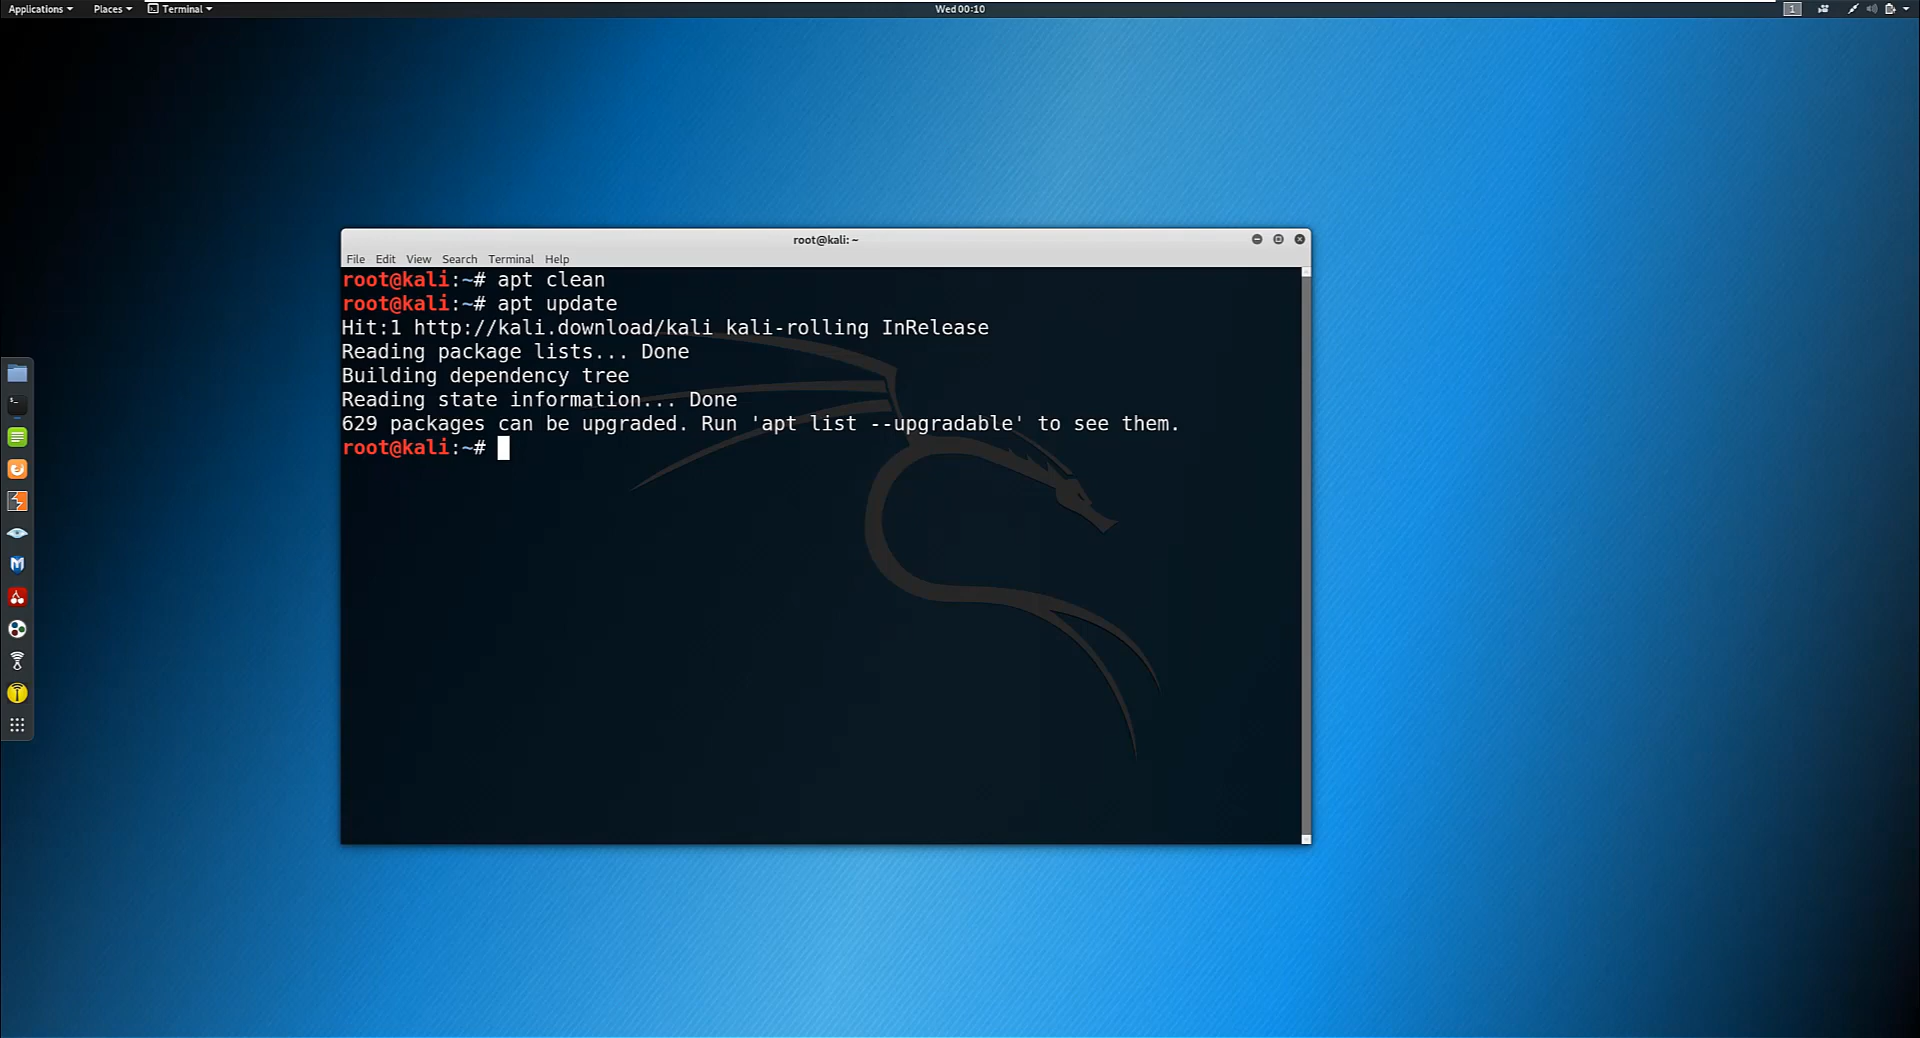 Applications Places Terminal Wed 00:10 1
root@kali: ~
File Edit View Search Terminal Help
root@kali:~# apt clean
root@kali:~# apt update
Hit:1 http://kali.download/kali kali-rolling InRelease
Reading package lists... Done
Building dependency tree
Reading state information... Done
629 packages can be upgraded. Run 'apt list --upgradable' to see them.
root@kali:~#